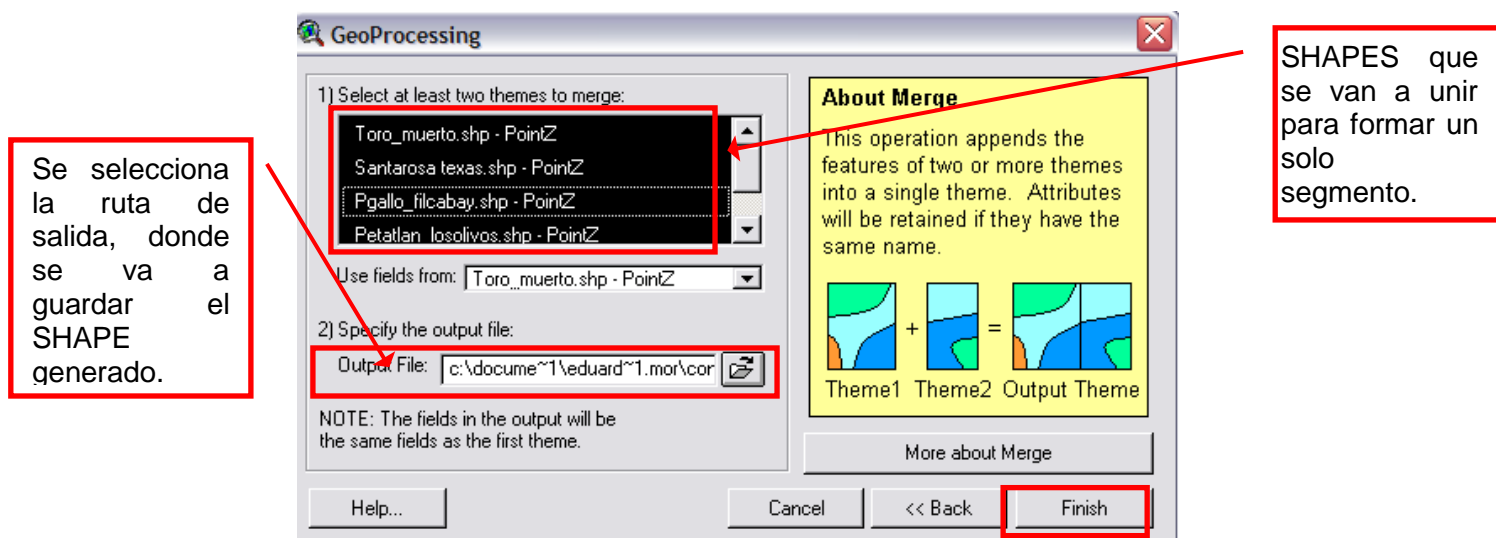 GeoProcessing
1) Select at least two themes to merge:
Toro_muerto.shp - PointZ
Santarosa texas.shp - PointZ
Pgallo_filcabay.shp - PointZ
Petatlan_losolivos.shp - PointZ
Use fields from:
Toro_muerto.shp - PointZ
2) Specify the output file:
Output File:
c:\docume~1\eduard~1.mor\cor
NOTE: The fields in the output will be
the same fields as the first theme.
About Merge
This operation appends the
features of two or more themes
into a single theme. Attributes
will be retained if they have the
same name.
+ =
Theme1 Theme2 Output Theme
More about Merge
Help...
Cancel
<< Back
Finish
Se selecciona
la ruta de
salida, donde
se va a
guardar el
SHAPE
generado.
SHAPES que
se van a unir
para formar un
solo
segmento.